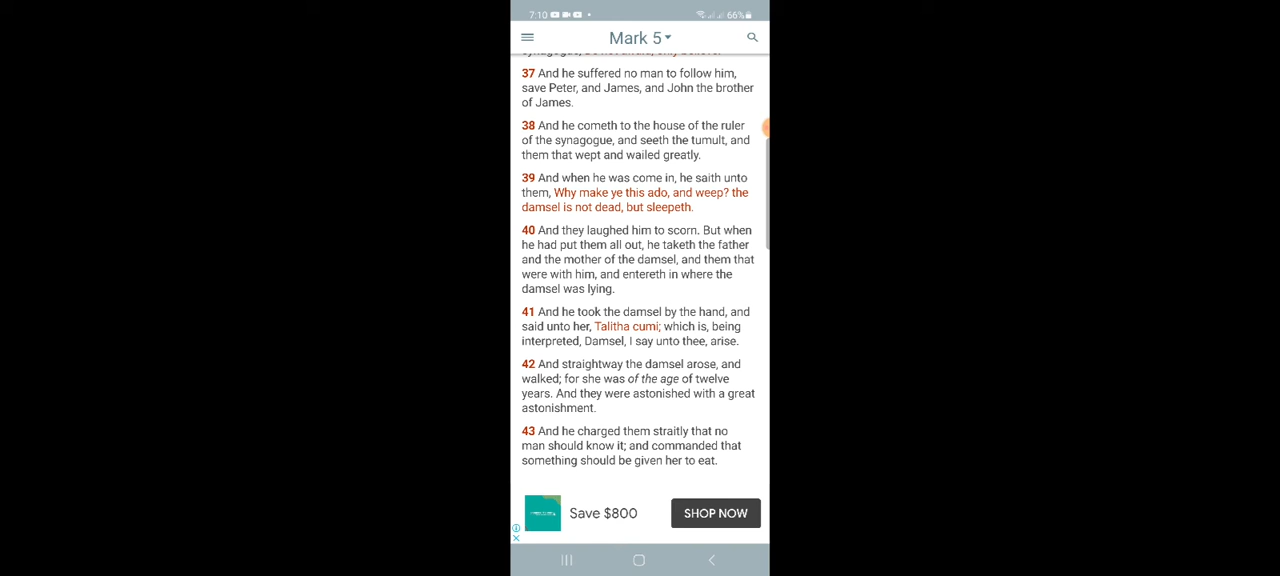 7:10
66%
Mark 5
synagogue, Be not afraid, only believe.
37 And he suffered no man to follow him,
save Peter, and James, and John the brother
of James.
38 And he cometh to the house of the ruler
of the synagogue, and seeth the tumult, and
them that wept and wailed greatly.
39 And when he was come in, he saith unto
them, Why make ye this ado, and weep? the
damsel is not dead, but sleepeth.
40 And they laughed him to scorn. But when
he had put them all out, he taketh the father
and the mother of the damsel, and them that
were with him, and entereth in where the
damsel was lying.
41 And he took the damsel by the hand, and
said unto her, Talitha cumi; which is, being
interpreted, Damsel, I say unto thee, arise.
42 And straightway the damsel arose, and
walked; for she was of the age of twelve
years. And they were astonished with a great
astonishment.
43 And he charged them straitly that no
man should know it; and commanded that
something should be given her to eat.
Save $800
SHOP NOW